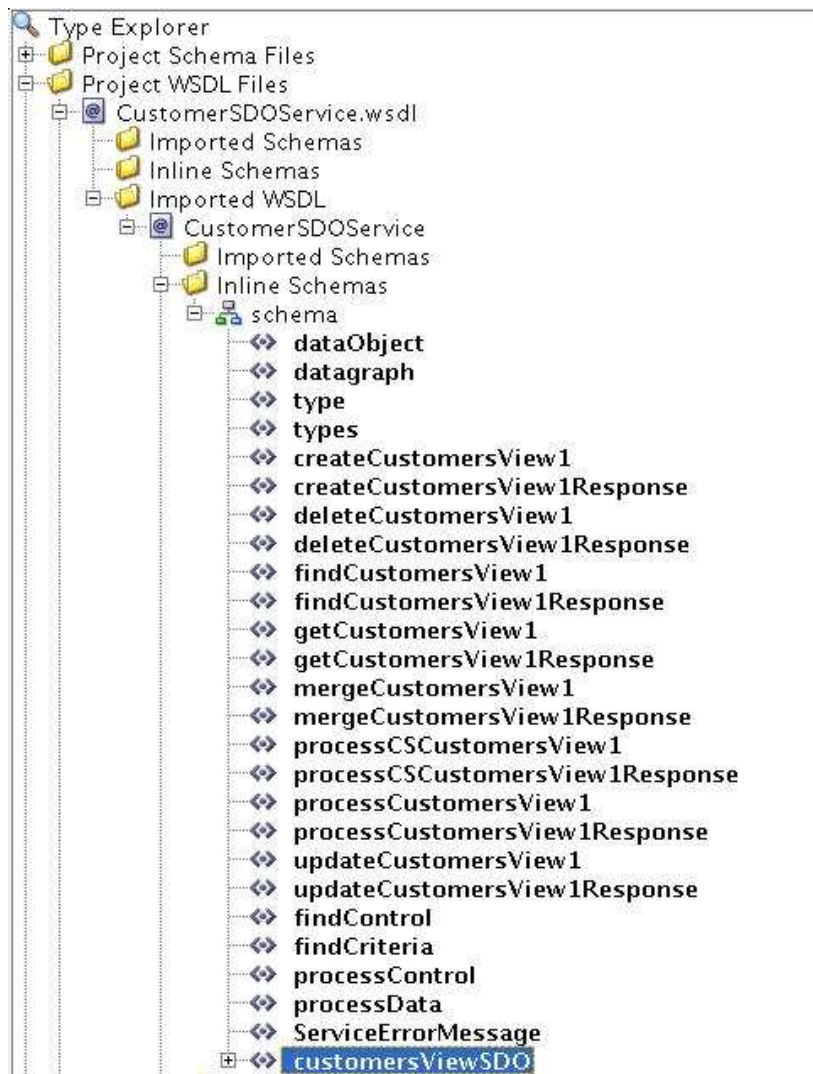 Type Explorer
Project Schema Files
Project WSDL Files
CustomerSDOService.wsdl
Imported Schemas
Inline Schemas
Imported WSDL
CustomerSDOService
Imported Schemas
Inline Schemas
schema
dataObject
datagraph
type
types
createCustomersView1
createCustomersView1Response
deleteCustomersView1
deleteCustomersView1Response
findCustomersView1
findCustomersView1Response
getCustomersView1
getCustomersView1Response
mergeCustomersView1
mergeCustomersView1Response
processCSCustomersView1
processCSCustomersView1Response
processCustomersView1
processCustomersView1Response
updateCustomersView1
updateCustomersView1Response
findControl
findCriteria
processControl
processData
ServiceErrorMessage
customersViewSDO